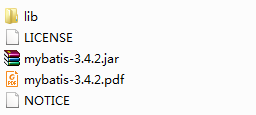 lib
LICENSE
mybatis-3.4.2.jar
mybatis-3.4.2.pdf
NOTICE